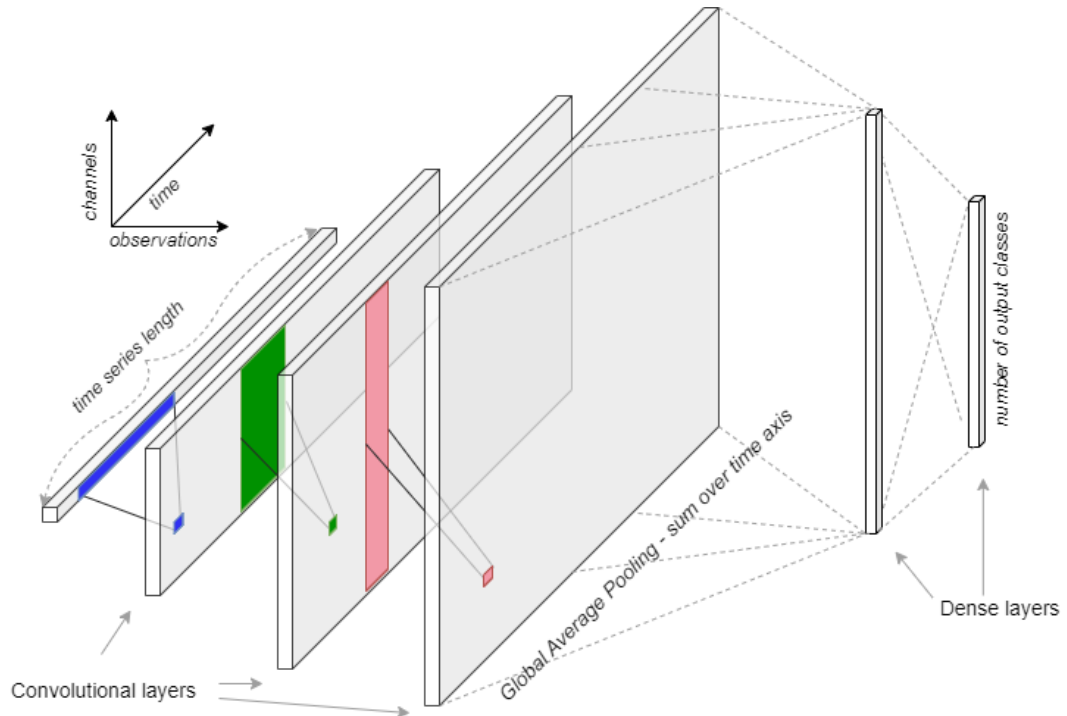 channels
time
observations
time series length
number of output classes
Global Average Pooling - sum over time axis
Dense layers
Convolutional layers